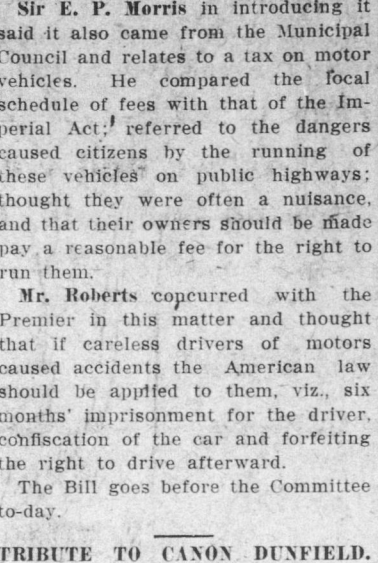 Sir E. P. Morris in introducing it
said it also came from the Municipal
Council and relates to a tax on motor
vehicles. He compared the local
schedule of fees with that of the Im-
perial Act; referred to the dangers
caused citizens by the running of
these vehicles on public highways;
thought they were often a nuisance,
and that their owners should be made
pay a reasonable fee for the right to
run them.
Mr. Roberts concurred with the
Premier in this matter and thought
that if careless drivers of motors
caused accidents the American law
should be applied to them, viz., six
months' imprisonment for the driver,
confiscation of the car and forfeiting
the right to drive afterward.
The Bill goes before the Committee
to-day.
TRIBUTE TO CANON DUNFIELD.